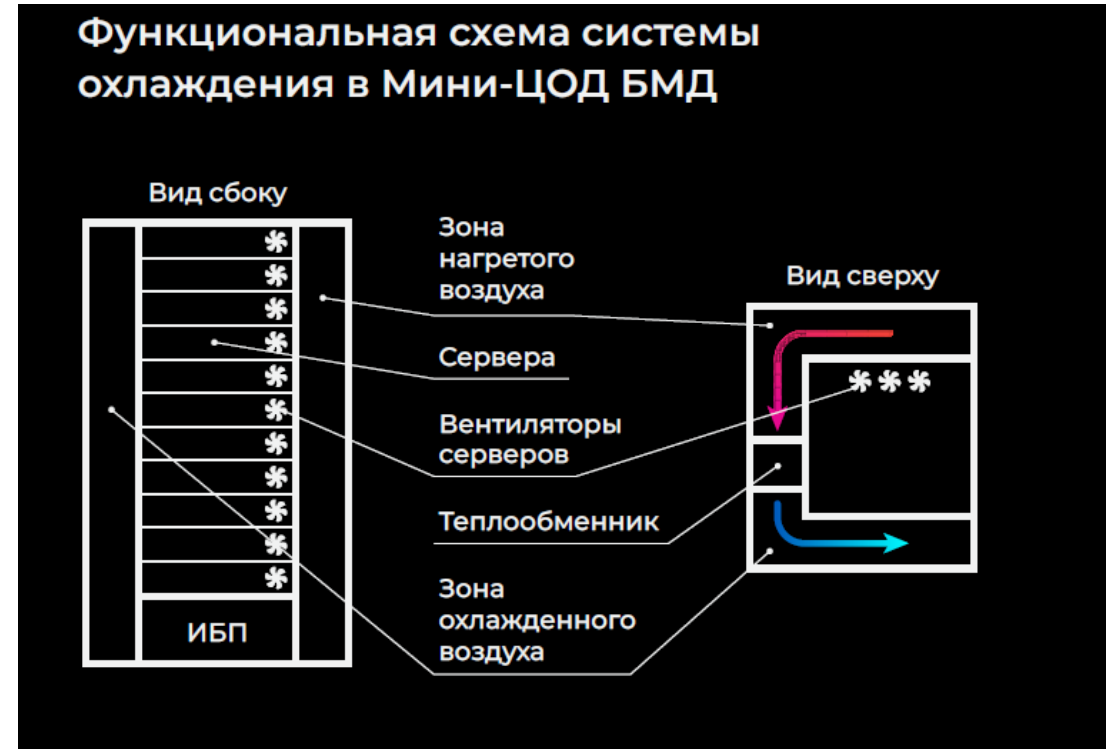 Функциональная схема системы
охлаждения в Мини-ЦОД БМД
Вид сбоку
Зона
нагретого
воздуха
Вид сверху
Сервера
Вентиляторы
серверов
Теплообменник
Зона
охлажденного
воздуха
ИБП